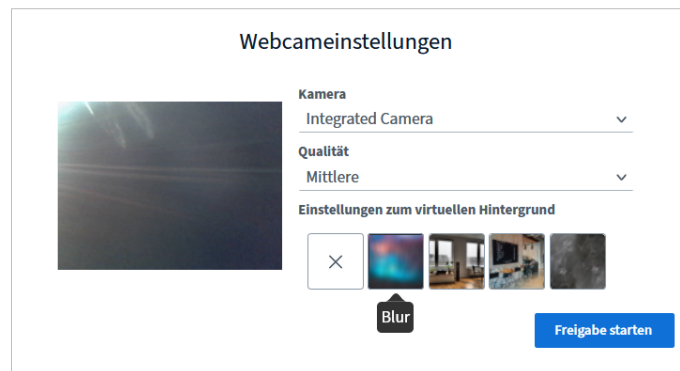 Webcameinstellungen
Kamera
Integrated Camera
Qualität
Mittlere
Einstellungen zum virtuellen Hintergrund
Blur
Freigabe starten